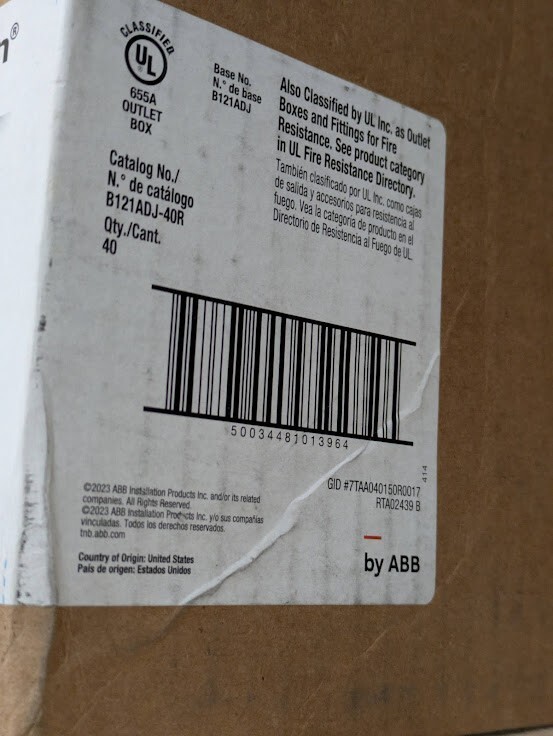 n®
CLASSIFIED
UL
655A
OUTLET
BOX
Base No.
N.° de base
B121ADJ
Also Classified by UL Inc. as Outlet
Boxes and Fittings for Fire
Resistance. See product category
in UL Fire Resistance Directory.
También clasificado por UL Inc. como cajas
de salida y accesorios para resistencia al
fuego. Vea la categoría de producto en el
Directorio de Resistencia al Fuego de UL.
Catalog No./
N.° de catálogo
B121ADJ-40R
Qty./Cant.
40
50034481013964
414
GID #7TAA040150R0017
RTA02439 B
©2023 ABB Installation Products Inc. and/or its related
companies. All Rights Reserved.
©2023 ABB Installation Products Inc. y/o sus compañías
vinculadas. Todos los derechos reservados.
tnb.abb.com
Country of Origin: United States
País de origen: Estados Unidos
by ABB